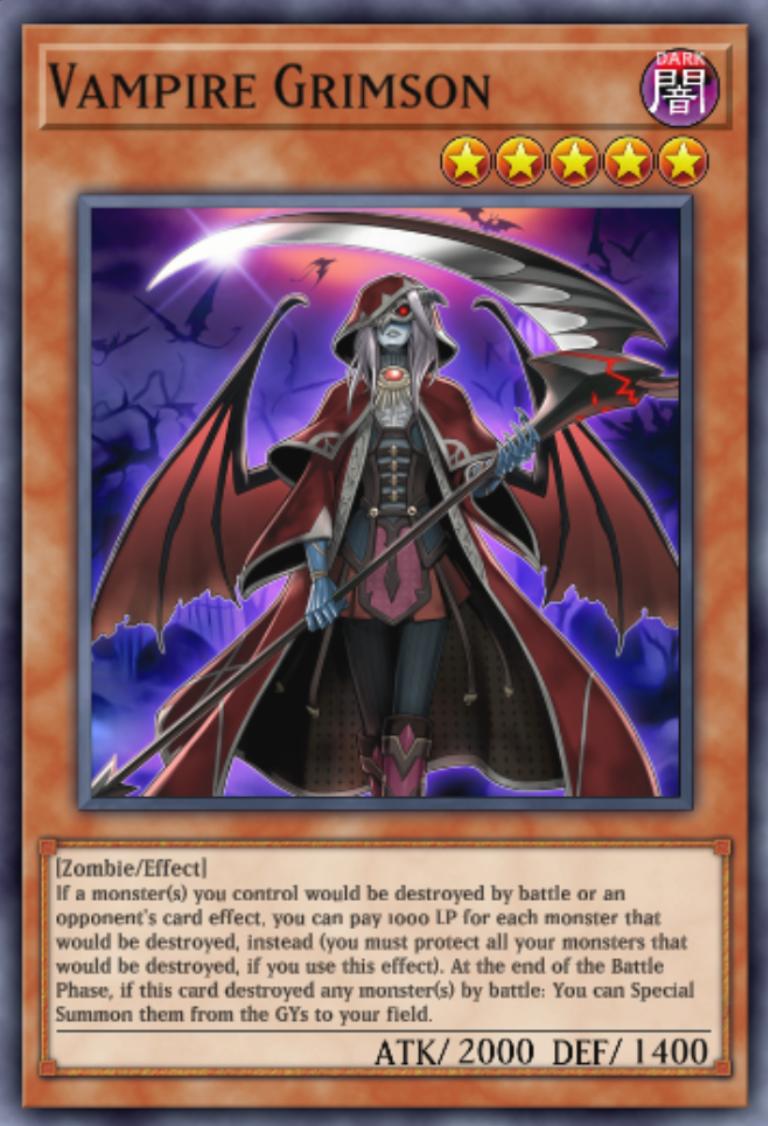 Vampire Grimson
DARK
闇
[Zombie/Effect]
If a monster(s) you control would be destroyed by battle or an
opponent's card effect, you can pay 1000 LP for each monster that
would be destroyed, instead (you must protect all your monsters that
would be destroyed, if you use this effect). At the end of the Battle
Phase, if this card destroyed any monster(s) by battle: You can Special
Summon them from the GYs to your field.
ATK/ 2000 DEF/ 1400